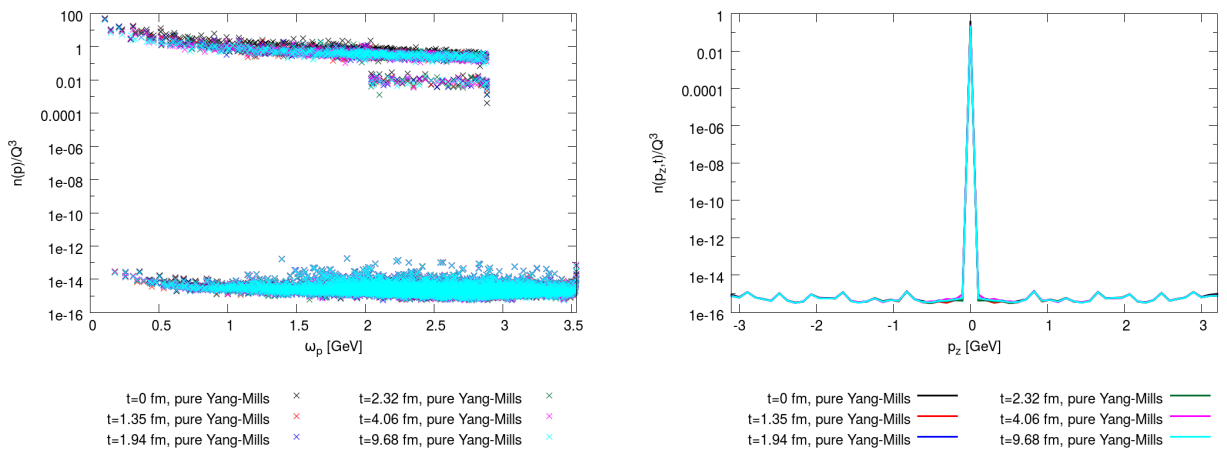 1
0.01
0.0001
1e-06
1e-08
1e-10
1e-12
1e-14
1e-16
n(p)/Q³
0
0.5
1
1.5
2
2.5
3
3.5
ωp [GeV]
t=0 fm, pure Yang-Mills
t=1.35 fm, pure Yang-Mills
t=1.94 fm, pure Yang-Mills
t=2.32 fm, pure Yang-Mills
t=4.06 fm, pure Yang-Mills
t=9.68 fm, pure Yang-Mills
1
0.01
0.0001
1e-06
1e-08
1e-10
1e-12
1e-14
1e-16
n(pz,t)/Q³
-3
-2
-1
0
1
2
3
pz [GeV]
t=0 fm, pure Yang-Mills
t=1.35 fm, pure Yang-Mills
t=1.94 fm, pure Yang-Mills
t=2.32 fm, pure Yang-Mills
t=4.06 fm, pure Yang-Mills
t=9.68 fm, pure Yang-Mills